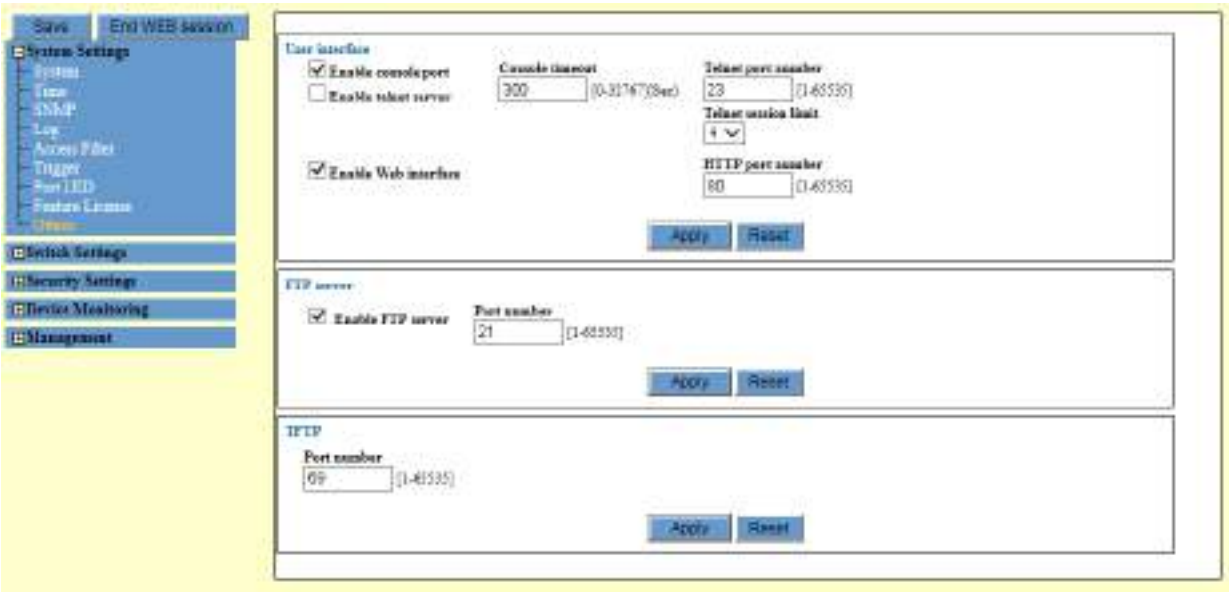 Save End WEB session
System Settings
System
Time
SNMP
Log
Access Filter
Trigger
Port LED
Feature License
Others
Switch Settings
Security Settings
Device Monitoring
Management
User interface
Enable console port
Console timeout
300 [0-32767](Sec)
Telnet port number
23 [1-65535]
Enable telnet server
Telnet session limit
4
Enable Web interface
HTTP port number
80 [1-65535]
Apply Reset
FTP server
Enable FTP server
Port number
21 [1-65535]
Apply Reset
TFTP
Port number
69 [1-65535]
Apply Reset